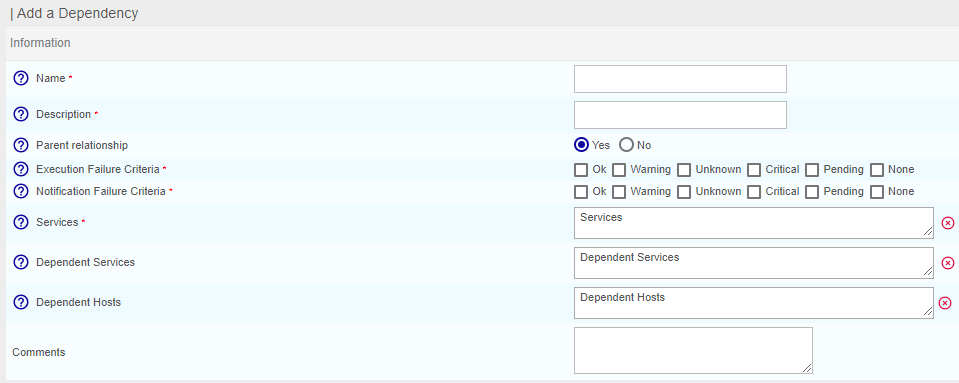 | Add a Dependency
Information
Name *
Description *
Parent relationship Yes No
Execution Failure Criteria * Ok Warning Unknown Critical Pending None
Notification Failure Criteria * Ok Warning Unknown Critical Pending None
Services * Services
Dependent Services Dependent Services
Dependent Hosts Dependent Hosts
Comments